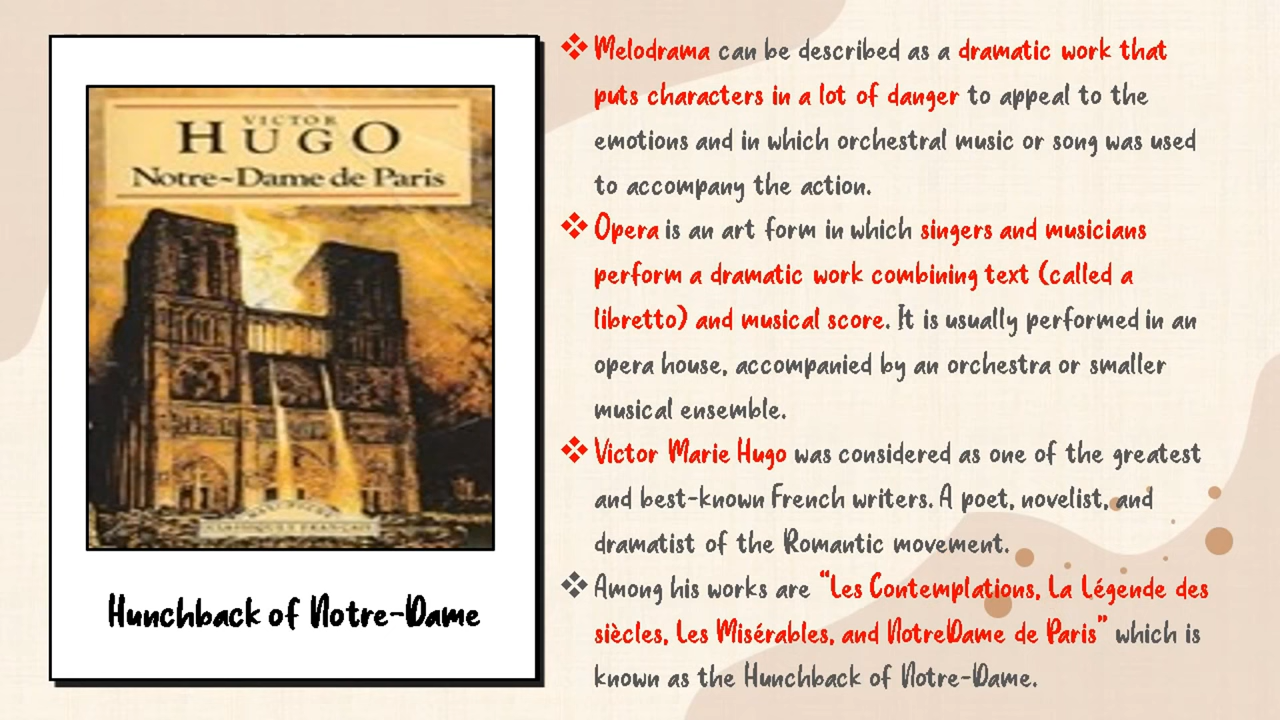 VICTOR
HUGO
Notre-Dame de Paris
CLASSIQUES FRANÇAIS
Hunchback of Notre-Dame
❖ Melodrama can be described as a dramatic work that
puts characters in a lot of danger to appeal to the
emotions and in which orchestral music or song was used
to accompany the action.
❖ Opera is an art form in which singers and musicians
perform a dramatic work combining text (called a
libretto) and musical score. It is usually performed in an
opera house, accompanied by an orchestra or smaller
musical ensemble.
❖ Victor Marie Hugo was considered as one of the greatest
and best-known French writers. A poet, novelist, and
dramatist of the Romantic movement.
❖ Among his works are “Les Contemplations, La Légende des
siècles, Les Misérables, and NotreDame de Paris” which is
known as the Hunchback of Notre-Dame.